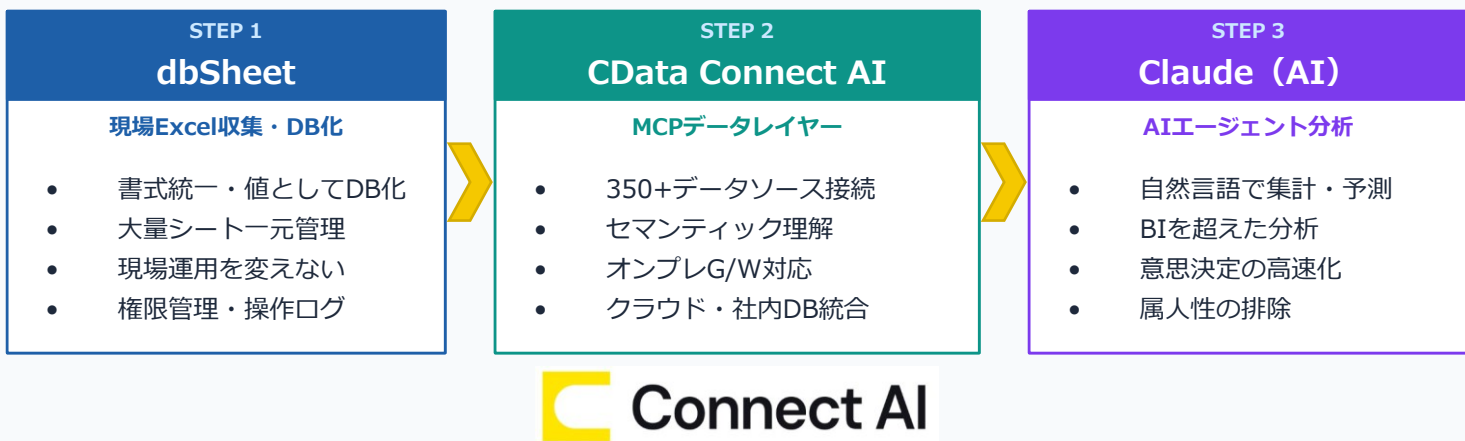 STEP 1
dbSheet
現場Excel収集・DB化
• 書式統一・値としてDB化
• 大量シート一元管理
• 現場運用を変えない
• 権限管理・操作ログ
STEP 2
CData Connect AI
MCPデータレイヤー
• 350+データソース接続
• セマンティック理解
• オンプレG/W対応
• クラウド・社内DB統合
STEP 3
Claude（AI）
AIエージェント分析
• 自然言語で集計・予測
• BIを超えた分析
• 意思決定の高速化
• 属人性の排除
Connect AI